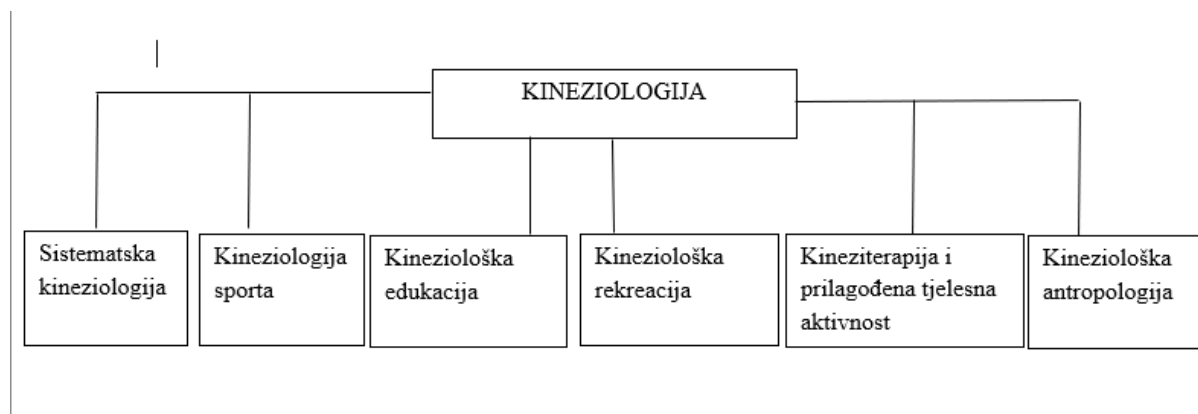 KINEZIOLOGIJA
Sistematska
kineziologija
Kineziologija
sporta
Kineziološka
edukacija
Kineziološka
rekreacija
Kineziterapija i
prilagođena tjelesna
aktivnost
Kineziološka
antropologija